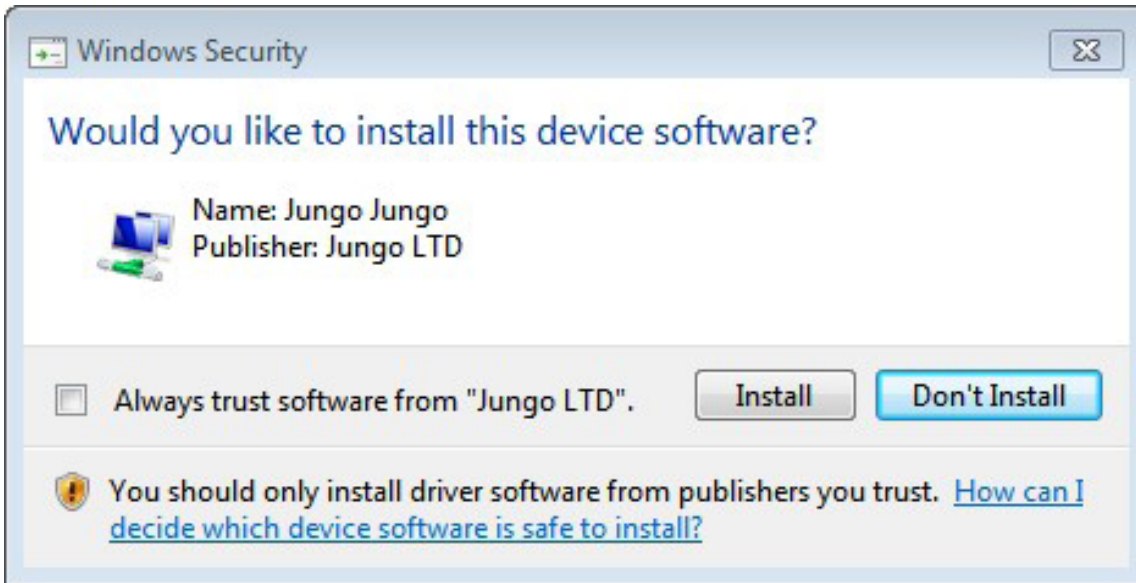 Windows Security
Would you like to install this device software?
Name: Jungo Jungo
Publisher: Jungo LTD
Always trust software from "Jungo LTD".
Install
Don't Install
You should only install driver software from publishers you trust. How can I
decide which device software is safe to install?